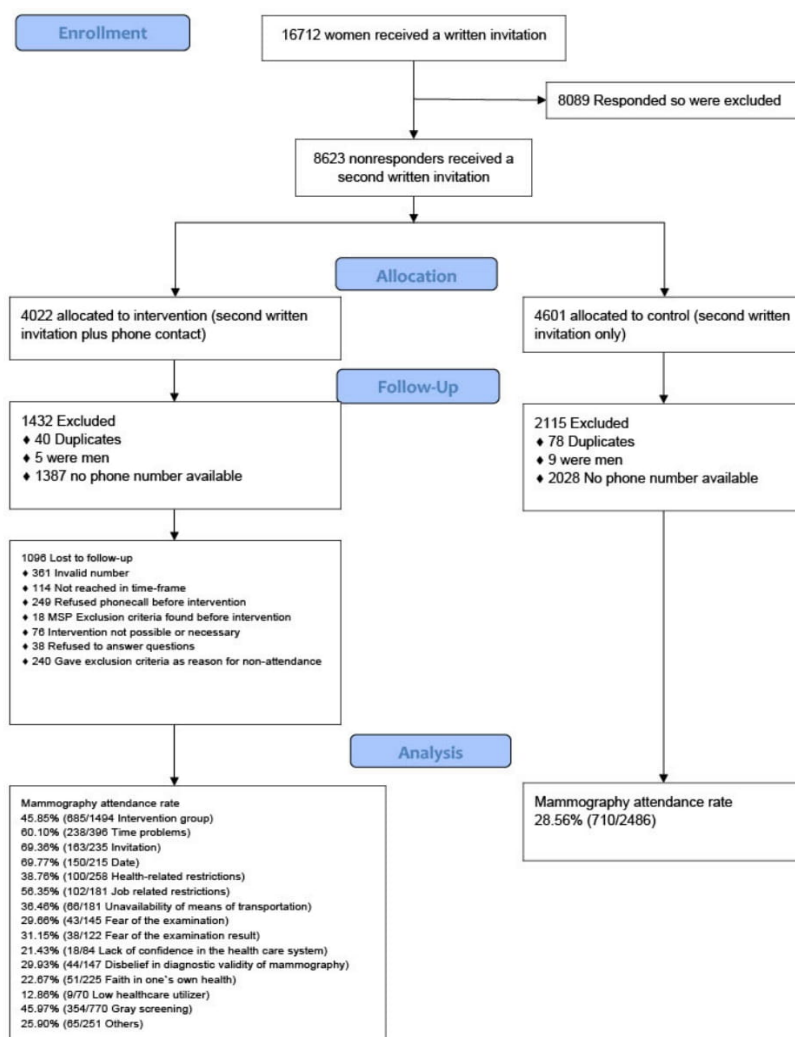 Enrollment
16712 women received a written invitation
8089 Responded so were excluded
8623 nonresponders received a
second written invitation
Allocation
4022 allocated to intervention (second written
invitation plus phone contact)
4601 allocated to control (second written
invitation only)
Follow-Up
1432 Excluded
♦ 40 Duplicates
♦ 5 were men
♦ 1387 no phone number available
2115 Excluded
♦ 78 Duplicates
♦ 9 were men
♦ 2028 No phone number available
1096 Lost to follow-up
♦ 361 Invalid number
♦ 114 Not reached in time-frame
♦ 249 Refused phonecall before intervention
♦ 18 MSP Exclusion criteria found before intervention
♦ 76 Intervention not possible or necessary
♦ 38 Refused to answer questions
♦ 240 Gave exclusion criteria as reason for non-attendance
Analysis
Mammography attendance rate
45.85% (685/1494 Intervention group)
60.10% (238/396 Time problems)
69.36% (163/235 Invitation)
69.77% (150/215 Date)
38.76% (100/258 Health-related restrictions)
56.35% (102/181 Job related restrictions)
36.46% (66/181 Unavailability of means of transportation)
29.66% (43/145 Fear of the examination)
31.15% (38/122 Fear of the examination result)
21.43% (18/84 Lack of confidence in the health care system)
29.93% (44/147 Disbelief in diagnostic validity of mammography)
22.67% (51/225 Faith in one`s own health)
12.86% (9/70 Low healthcare utilizer)
45.97% (354/770 Gray screening)
25.90% (65/251 Others)
Mammography attendance rate
28.56% (710/2486)